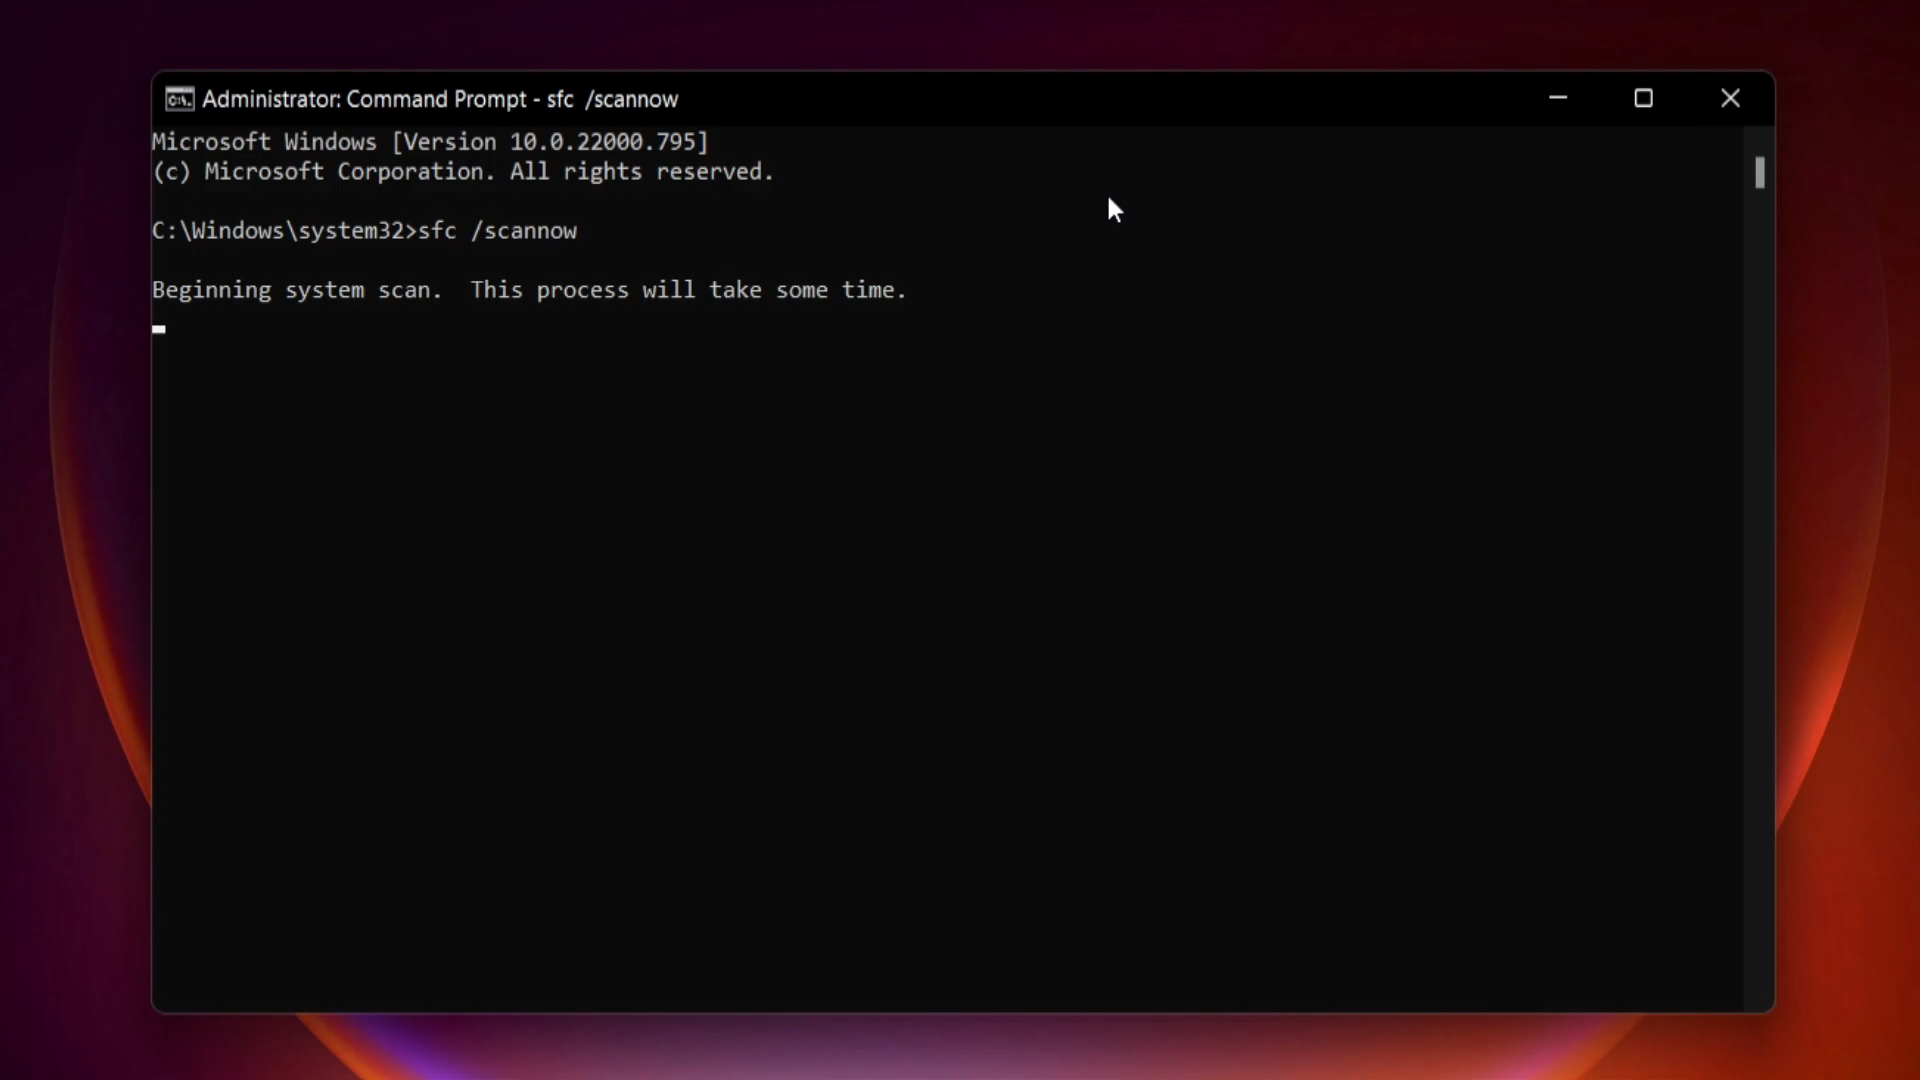 Administrator: Command Prompt - sfc  /scannow
Microsoft Windows [Version 10.0.22000.795]
(c) Microsoft Corporation. All rights reserved.
C:\Windows\system32>sfc /scannow
Beginning system scan.  This process will take some time.